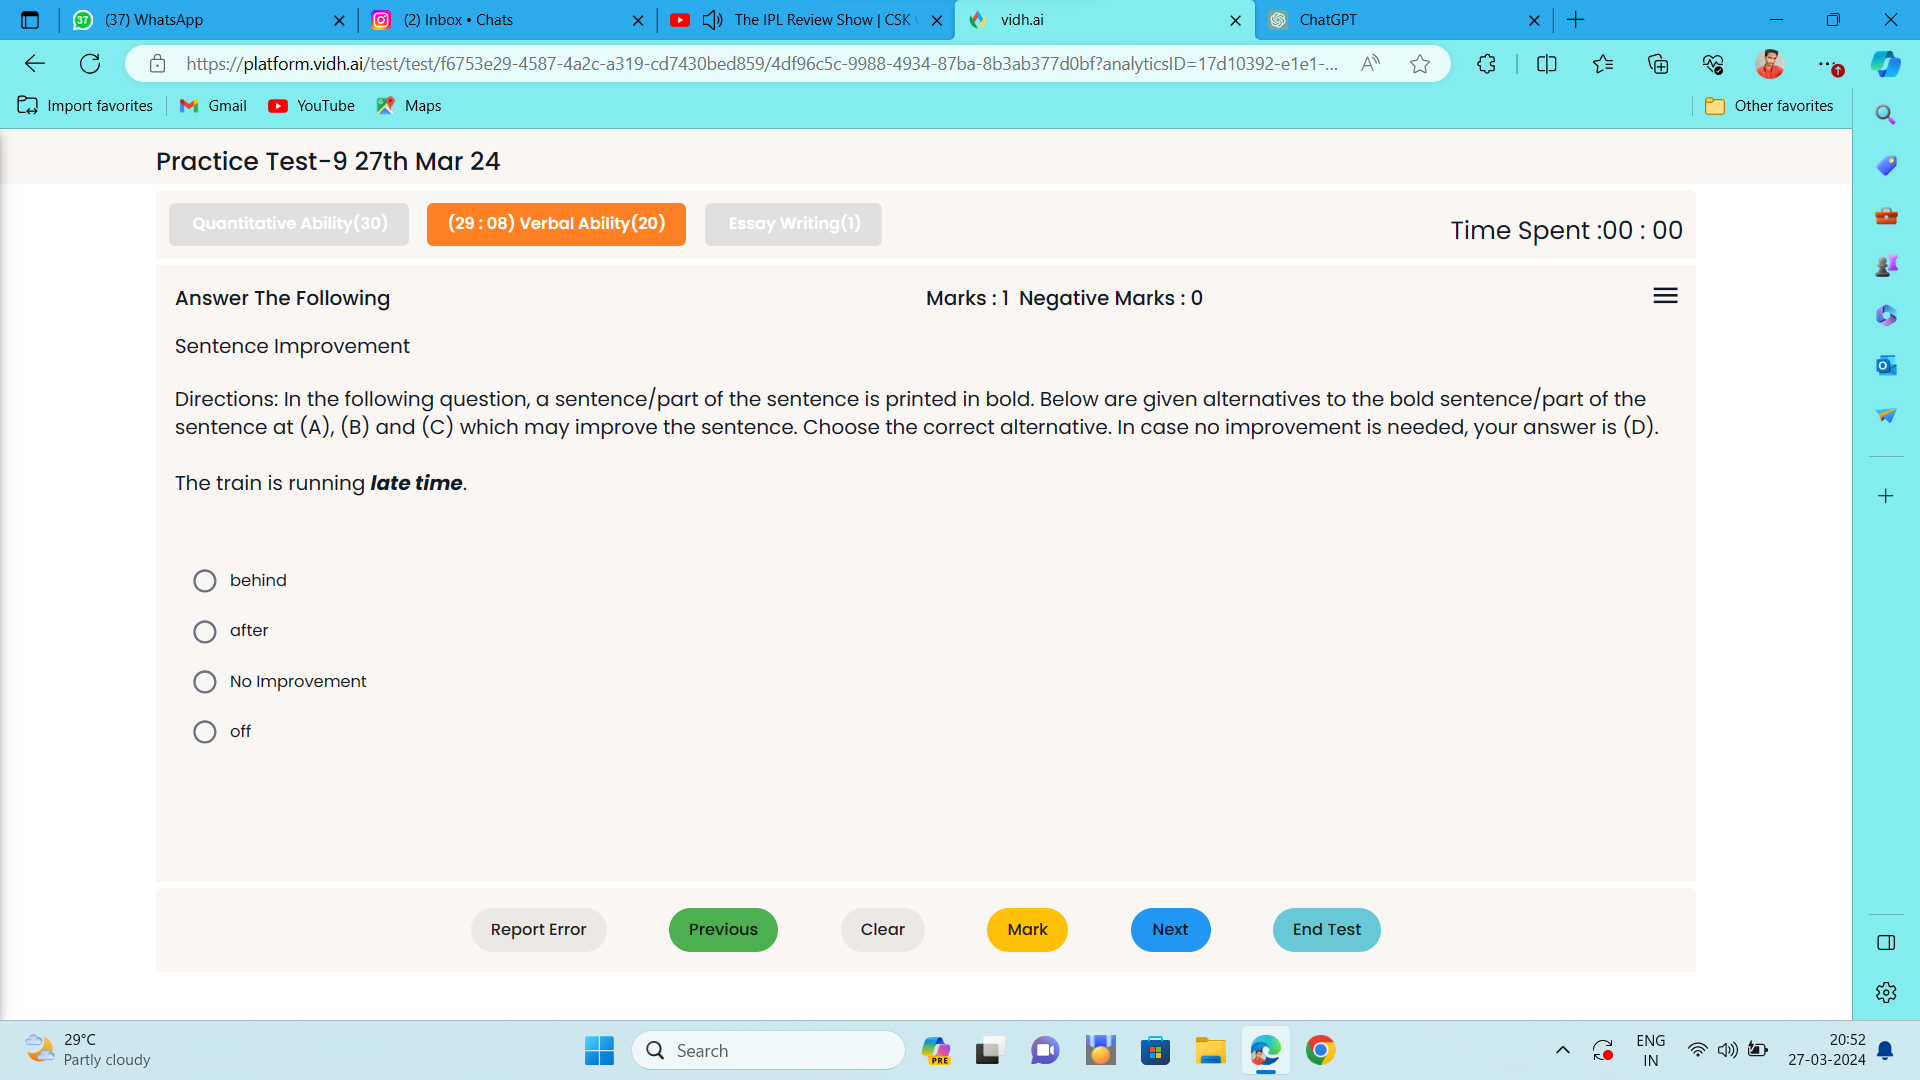 37
(37) WhatsApp
(2) Inbox • Chats
The IPL Review Show | CSK
vidh.ai
ChatGPT
https://platform.vidh.ai/test/test/f6753e29-4587-4a2c-a319-cd7430bed859/4df96c5c-9988-4934-87ba-8b3ab377d0bf?analyticsID=17d10392-e1e1-...
Import favorites
Gmail
YouTube
Maps
Other favorites
Practice Test-9 27th Mar 24
Quantitative Ability(30)
(29 : 08) Verbal Ability(20)
Essay Writing(1)
Time Spent :00 : 00
Answer The Following
Marks : 1 Negative Marks : 0
Sentence Improvement
Directions: In the following question, a sentence/part of the sentence is printed in bold. Below are given alternatives to the bold sentence/part of the
sentence at (A), (B) and (C) which may improve the sentence. Choose the correct alternative. In case no improvement is needed, your answer is (D).
The train is running late time.
behind
after
No Improvement
off
Report Error
Previous
Clear
Mark
Next
End Test
29°C
Partly cloudy
Search
PRE
ENG
IN
20:52
27-03-2024